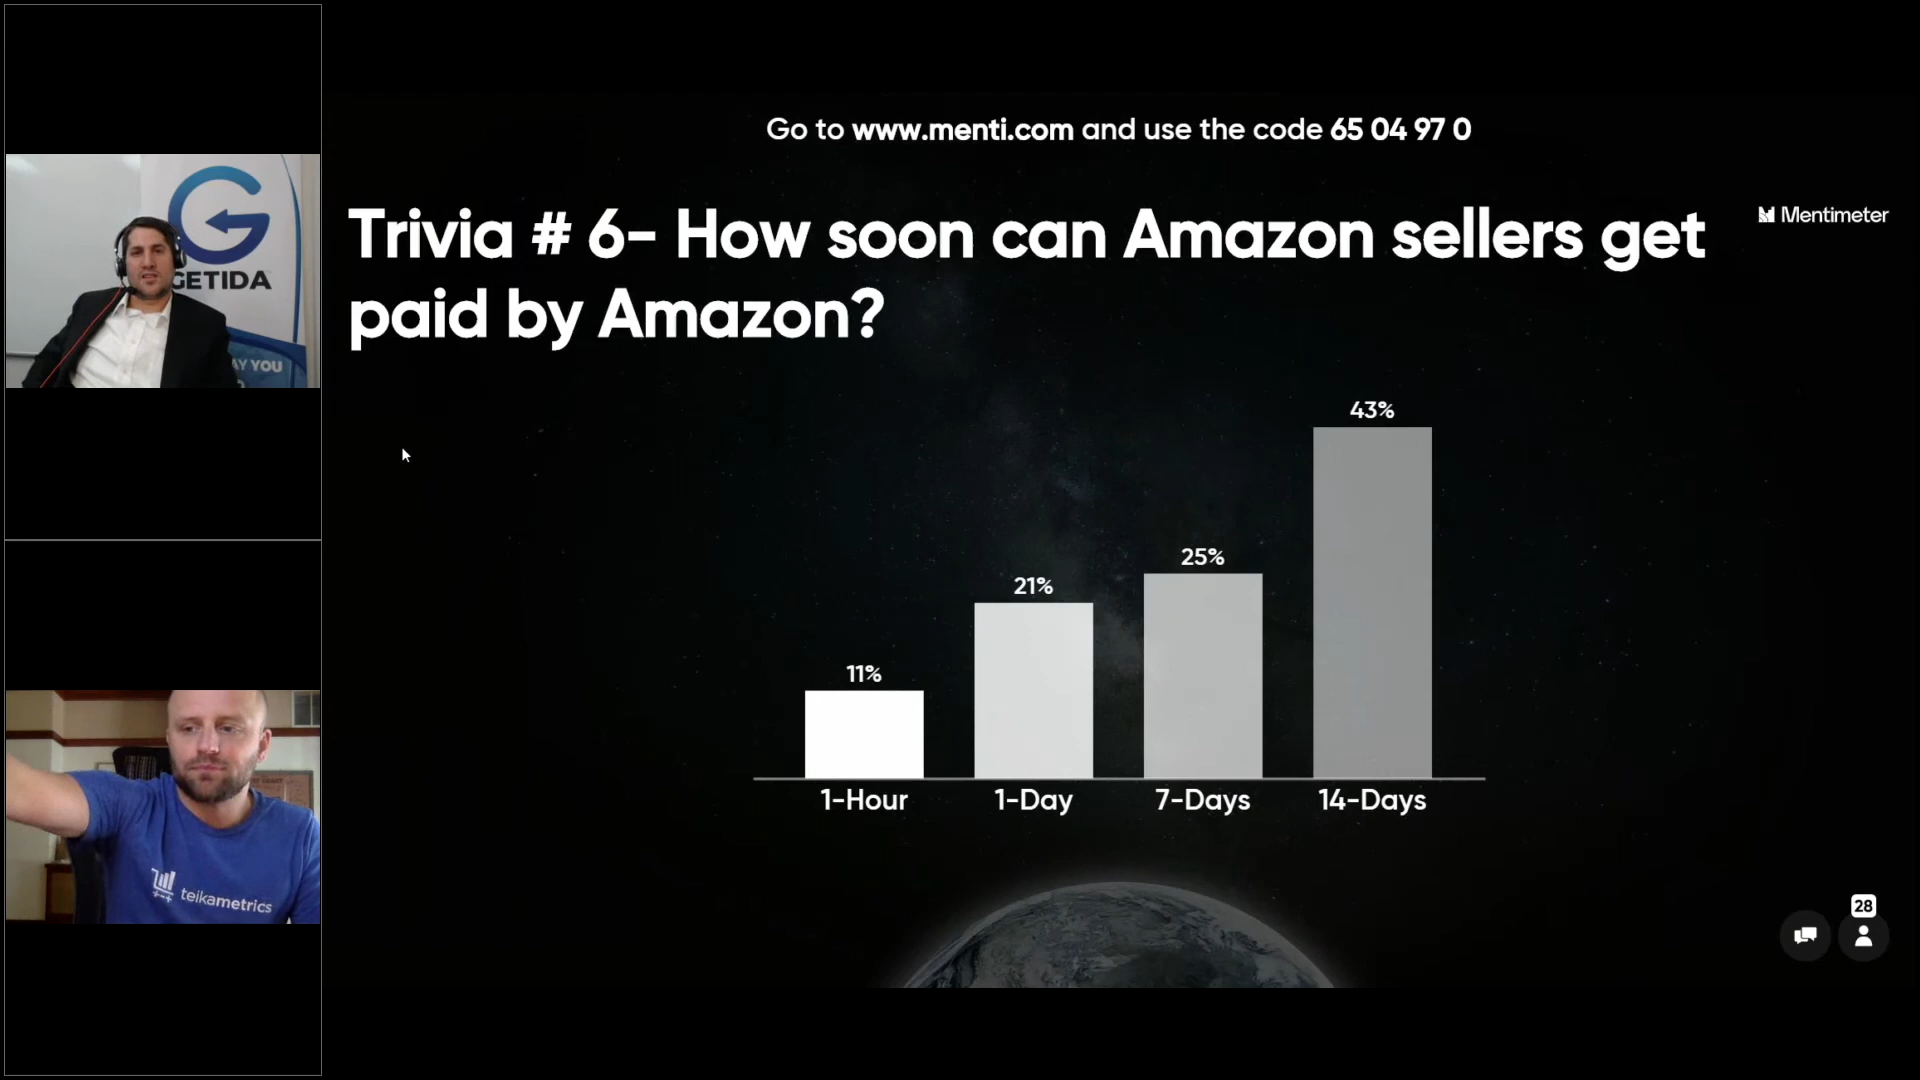 Go to www.menti.com and use the code 65 04 97 0
Trivia # 6- How soon can Amazon sellers get
paid by Amazon?
Mentimeter
43%
25%
21%
11%
1-Hour
1-Day
7-Days
14-Days
28
GETIDA
AY YOU
teikametrics